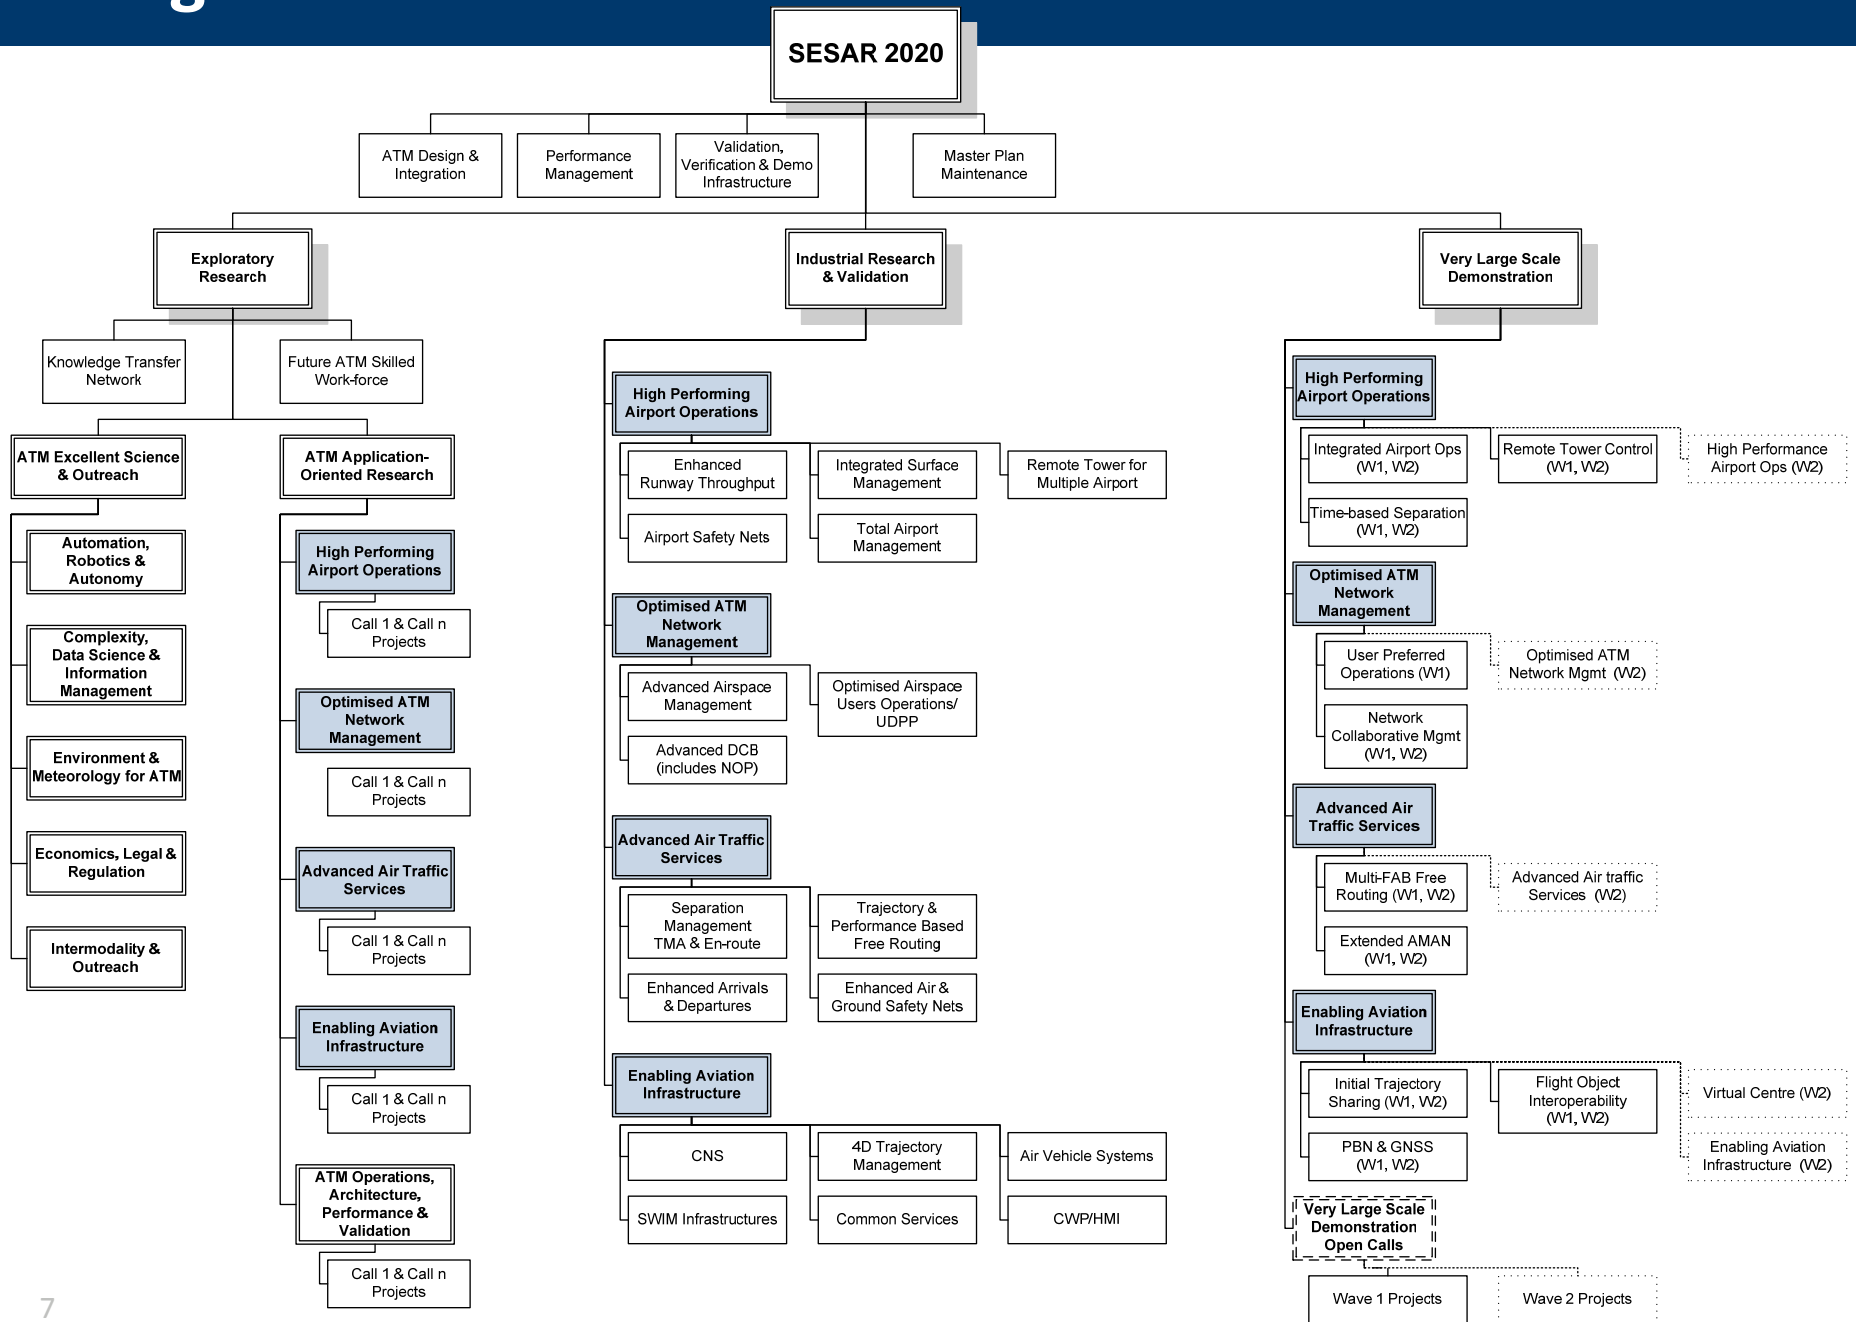 SESAR 2020
ATM Design &
Integration
Performance
Management
Validation,
Verification & Demo
Infrastructure
Master Plan
Maintenance
Exploratory
Research
Industrial Research
& Validation
Very Large Scale
Demonstration
Knowledge Transfer
Network
Future ATM Skilled
Work-force
ATM Excellent Science
& Outreach
ATM Application-
Oriented Research
Automation,
Robotics &
Autonomy
Complexity,
Data Science &
Information
Management
Environment &
Meteorology for ATM
Economics, Legal &
Regulation
Intermodality &
Outreach
High Performing
Airport Operations
Call 1 & Call n
Projects
Optimised ATM
Network
Management
Call 1 & Call n
Projects
Advanced Air Traffic
Services
Call 1 & Call n
Projects
Enabling Aviation
Infrastructure
Call 1 & Call n
Projects
ATM Operations,
Architecture,
Performance &
Validation
Call 1 & Call n
Projects
High Performing
Airport Operations
Enhanced
Runway Throughput
Integrated Surface
Management
Remote Tower for
Multiple Airport
Airport Safety Nets
Total Airport
Management
Optimised ATM
Network
Management
Advanced Airspace
Management
Optimised Airspace
Users Operations/
UDPP
Advanced DCB
(includes NOP)
Advanced Air Traffic
Services
Separation
Management
TMA & En-route
Trajectory &
Performance Based
Free Routing
Enhanced Arrivals
& Departures
Enhanced Air &
Ground Safety Nets
Enabling Aviation
Infrastructure
CNS
4D Trajectory
Management
Air Vehicle Systems
SWIM Infrastructures
Common Services
CWP/HMI
High Performing
Airport Operations
Integrated Airport Ops
(W1, W2)
Remote Tower Control
(W1, W2)
High Performance
Airport Ops (W2)
Time-based Separation
(W1, W2)
Optimised ATM
Network
Management
User Preferred
Operations (W1)
Optimised ATM
Network Mgmt (W2)
Network
Collaborative Mgmt
(W1, W2)
Advanced Air
Traffic Services
Multi-FAB Free
Routing (W1, W2)
Advanced Air traffic
Services (W2)
Extended AMAN
(W1, W2)
Enabling Aviation
Infrastructure
Initial Trajectory
Sharing (W1, W2)
Flight Object
Interoperability
(W1, W2)
Virtual Centre (W2)
PBN & GNSS
(W1, W2)
Enabling Aviation
Infrastructure (W2)
Very Large Scale
Demonstration
Open Calls
Wave 1 Projects
Wave 2 Projects
7